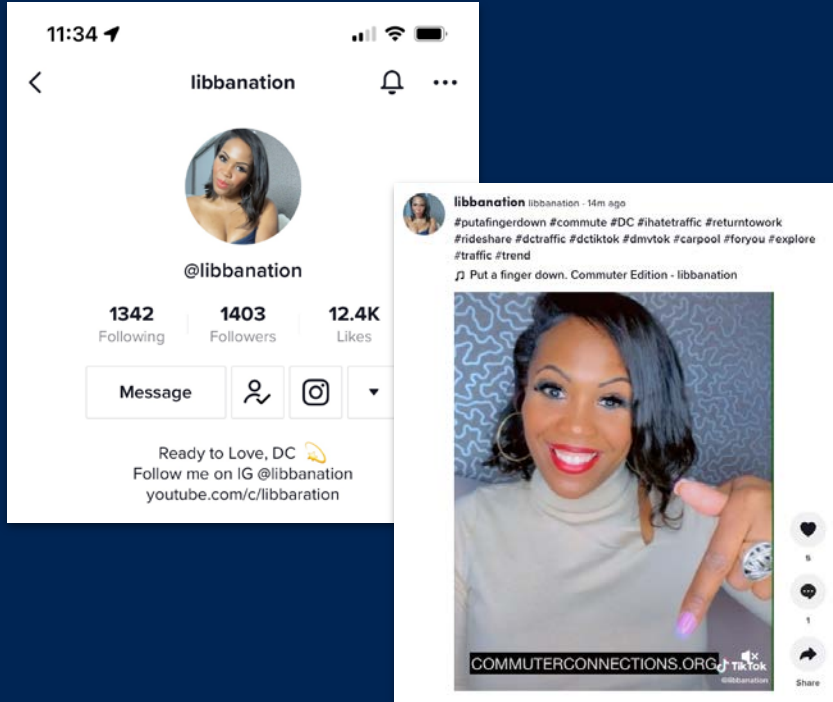 11:34
libbanation
@libbanation
1342 1403 12.4K
Following Followers Likes
Message
Ready to Love, DC 💫
Follow me on IG @libbanation
youtube.com/c/libbaration
libbanation libbanation · 14m ago
#putafingerdown #commute #DC #ihatetraffic #returntowork
#rideshare #dctraffic #dctiktok #dmvtok #carpool #foryou #explore
#traffic #trend
♫ Put a finger down. Commuter Edition - libbanation
5
1
Share
COMMUTERCONNECTIONS.ORG
TikTok
@libbanation